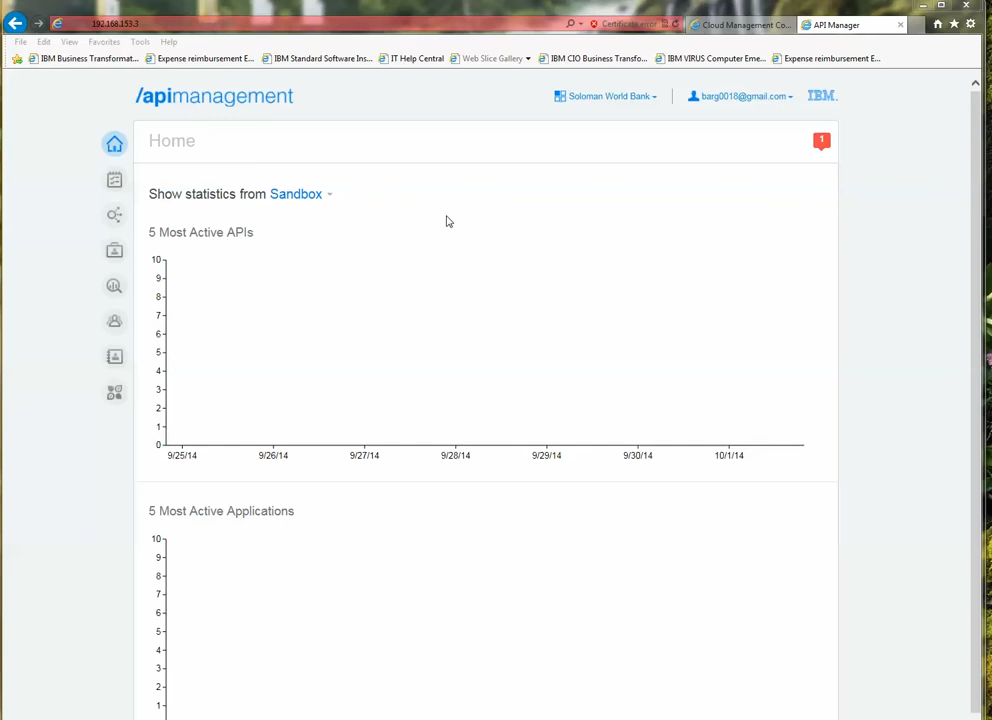 192.168.153.3
Certificate error
Cloud Management Co...
API Manager
File Edit View Favorites Tools Help
IBM Business Transformat... Expense reimbursement E... IBM Standard Software Ins... IT Help Central Web Slice Gallery IBM CIO Business Transfo... IBM VIRUS Computer Eme... Expense reimbursement E...
/apimanagement
Soloman World Bank
barg0018@gmail.com
IBM.
Home
1
Show statistics from Sandbox
5 Most Active APIs
10
9
8
7
6
5
4
3
2
1
0
9/25/14 9/26/14 9/27/14 9/28/14 9/29/14 9/30/14 10/1/14
5 Most Active Applications
10
9
8
7
6
5
4
3
2
1